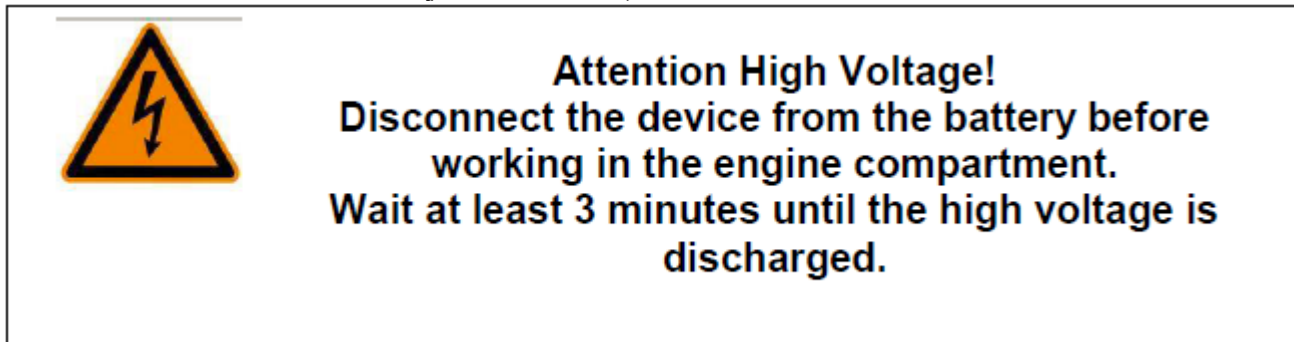 Attention High Voltage!
Disconnect the device from the battery before
working in the engine compartment.
Wait at least 3 minutes until the high voltage is
discharged.